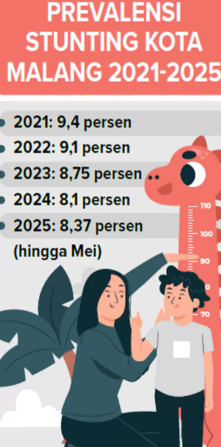 PREVALENSI
STUNTING KOTA
MALANG 2021-2025
2021: 9,4 persen
2022: 9,1 persen
2023: 8,75 persen
2024: 8,1 persen
2025: 8,37 persen
(hingga Mei)
110
100
90
80
70